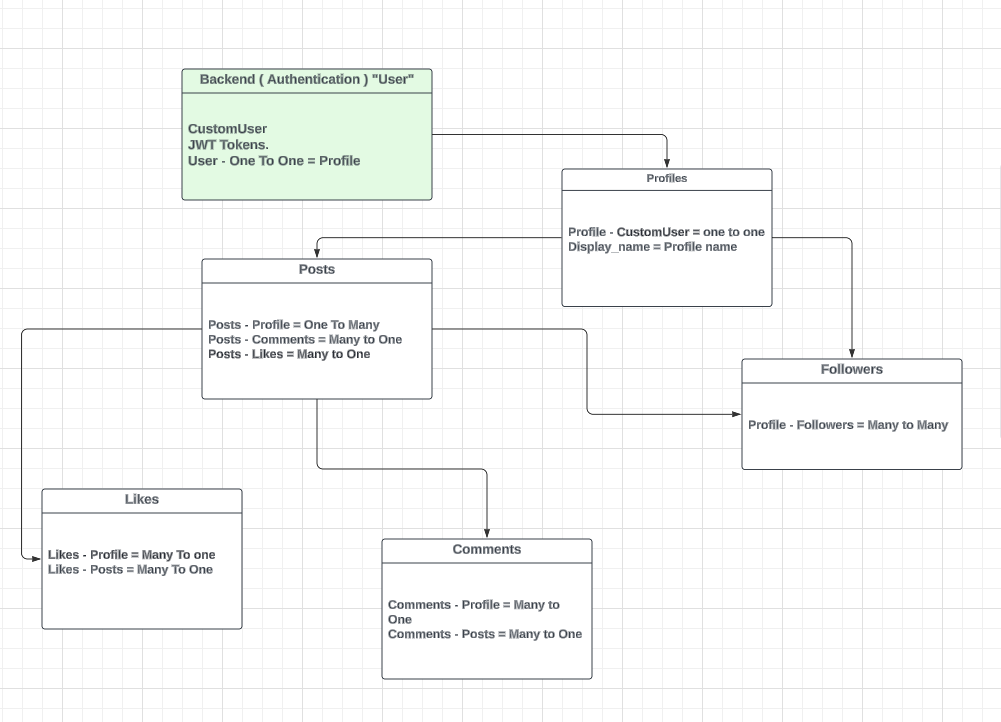 Backend ( Authentication ) "User"
CustomUser
JWT Tokens.
User - One To One = Profile
Profiles
Profile - CustomUser = one to one
Display_name = Profile name
Posts
Posts - Profile = One To Many
Posts - Comments = Many to One
Posts - Likes = Many to One
Followers
Profile - Followers = Many to Many
Likes
Likes - Profile = Many To one
Likes - Posts = Many To One
Comments
Comments - Profile = Many to
One
Comments - Posts = Many to One